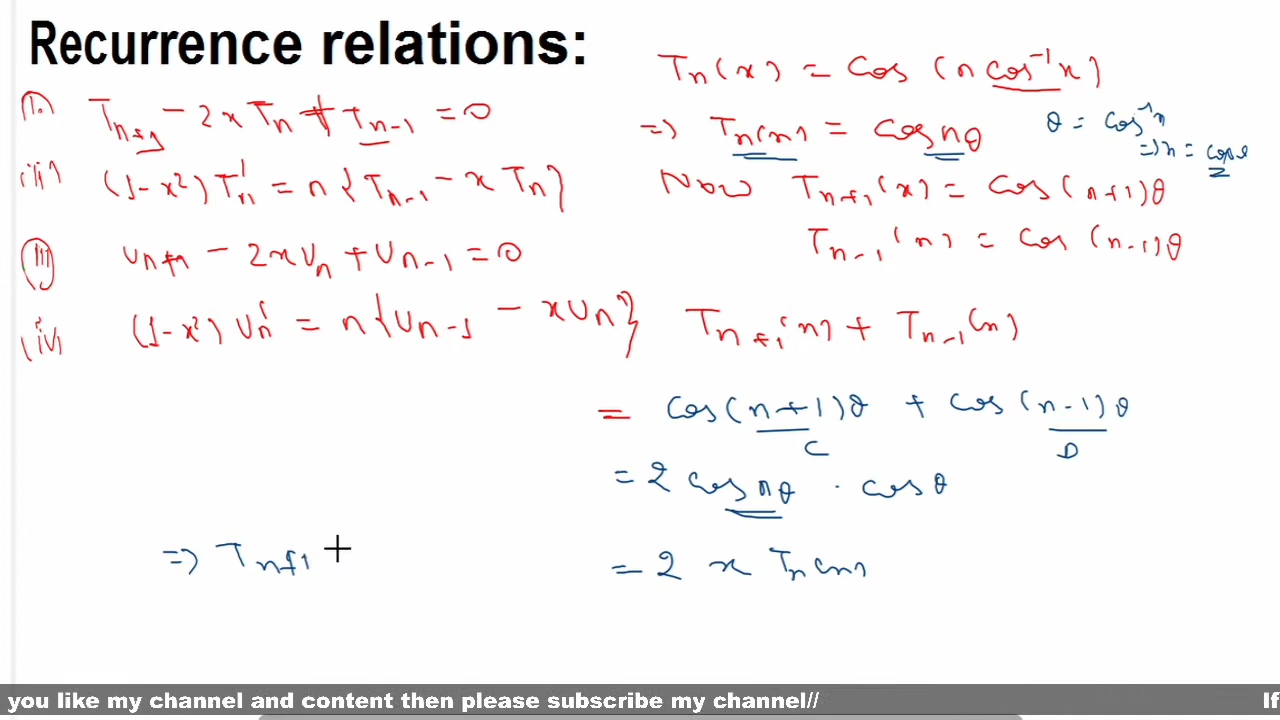 Recurrence relations:
(i) Tₙ₊₁ − 2x Tₙ + Tₙ₋₁ = 0
(ii) (1−x²) Tₙ' = n {Tₙ₋₁ − x Tₙ}
(iii) Uₙ₊₁ − 2x Uₙ + Uₙ₋₁ = 0
(iv) (1−x²) Uₙ' = n {Uₙ₋₁ − x Uₙ}
⇒ Tₙ₊₁ +
Tₙ(x) = cos (n cos⁻¹x)
⇒ Tₙ(x) = cos nθ
θ = cos⁻¹x
⇒ x = cosθ
Now Tₙ₊₁(x) = cos (n+1)θ
Tₙ₋₁(x) = cos (n−1)θ
Tₙ₊₁(x) + Tₙ₋₁(x)
= cos(n+1)θ + cos(n−1)θ
C D
= 2 cos nθ · cosθ
= 2 x Tₙ(x)
you like my channel and content then please subscribe my channel// If